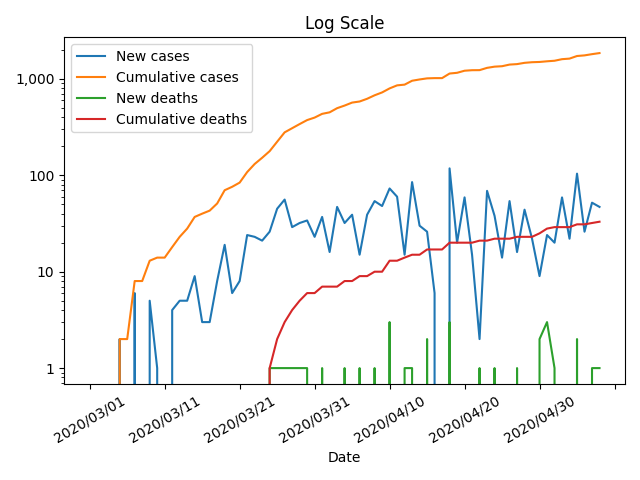 Log Scale
New cases
Cumulative cases
New deaths
Cumulative deaths
1,000
100
10
1
2020/03/01
2020/03/11
2020/03/21
2020/03/31
2020/04/10
2020/04/20
2020/04/30
Date